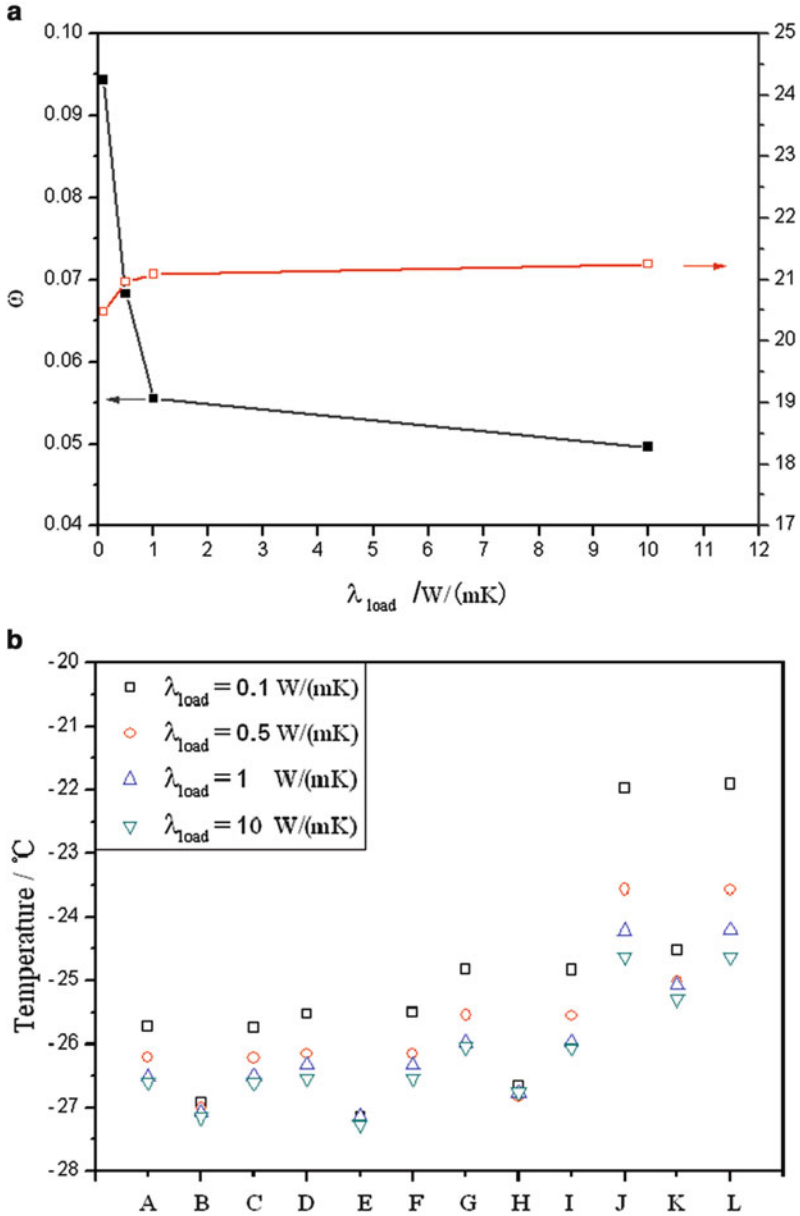 a
0.10
0.09
0.08
0.07
0.06
0.05
0.04
ω
25
24
23
22
21
20
19
18
17
0 1 2 3 4 5 6 7 8 9 10 11 12
λ load /W/(mK)
b
-20
-21
-22
-23
-24
-25
-26
-27
-28
Temperature / °C
λload = 0.1 W/(mK)
λload = 0.5 W/(mK)
λload = 1 W/(mK)
λload = 10 W/(mK)
A B C D E F G H I J K L